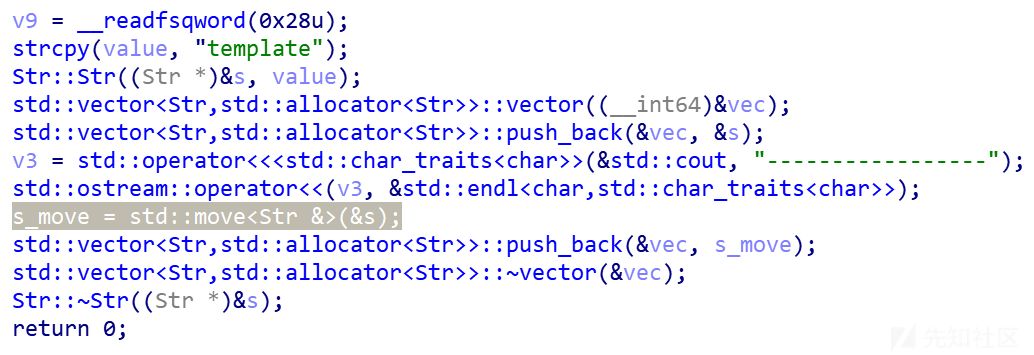 v9 = __readfsqword(0x28u);
strcpy(value, "template");
Str::Str((Str *)&s, value);
std::vector<Str,std::allocator<Str>>::vector((__int64)&vec);
std::vector<Str,std::allocator<Str>>::push_back(&vec, &s);
v3 = std::operator<<<std::char_traits<char>>(&std::cout, "-----------------");
std::ostream::operator<<(v3, &std::endl<char,std::char_traits<char>>);
s_move = std::move<Str &>(&s);
std::vector<Str,std::allocator<Str>>::push_back(&vec, s_move);
std::vector<Str,std::allocator<Str>>::~vector(&vec);
Str::~Str((Str *)&s);
return 0;
先知社区